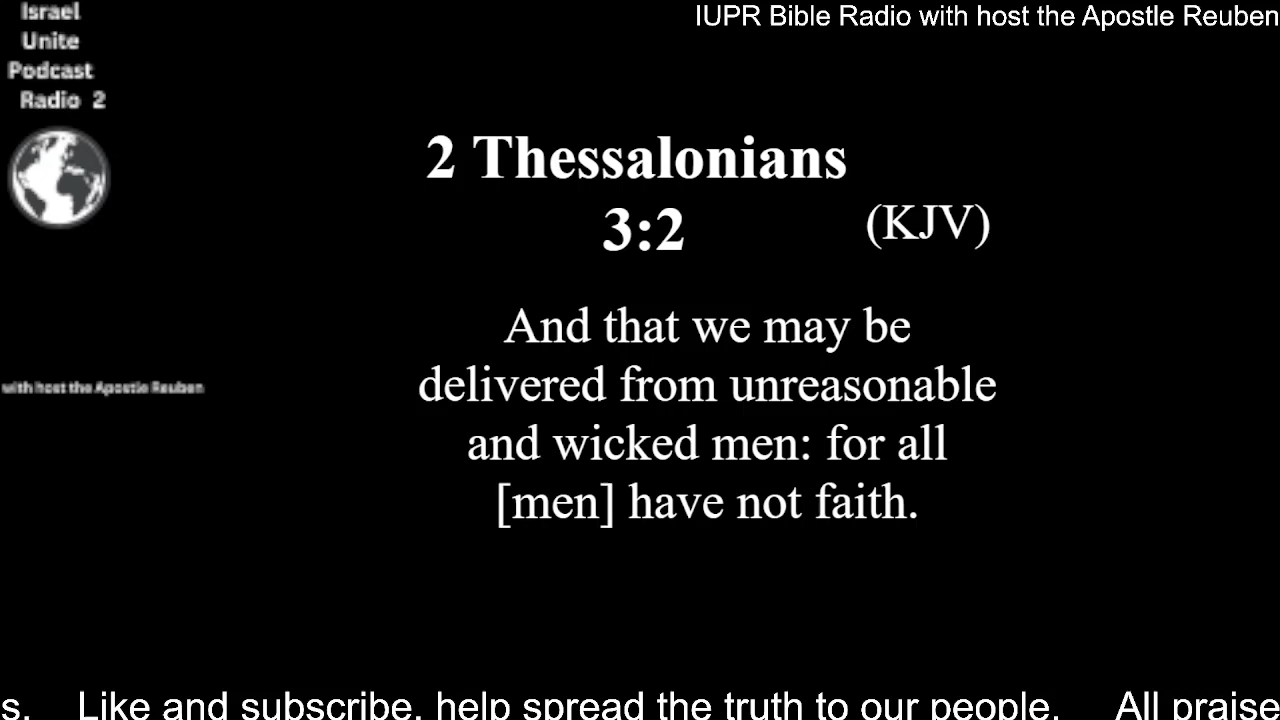 Israel
Unite
Podcast
Radio 2
IUPR Bible Radio with host the Apostle Reuben
2 Thessalonians
3:2
(KJV)
And that we may be
delivered from unreasonable
and wicked men: for all
[men] have not faith.
with host the Apostle Reuben
s. Like and subscribe, help spread the truth to our people. All praise